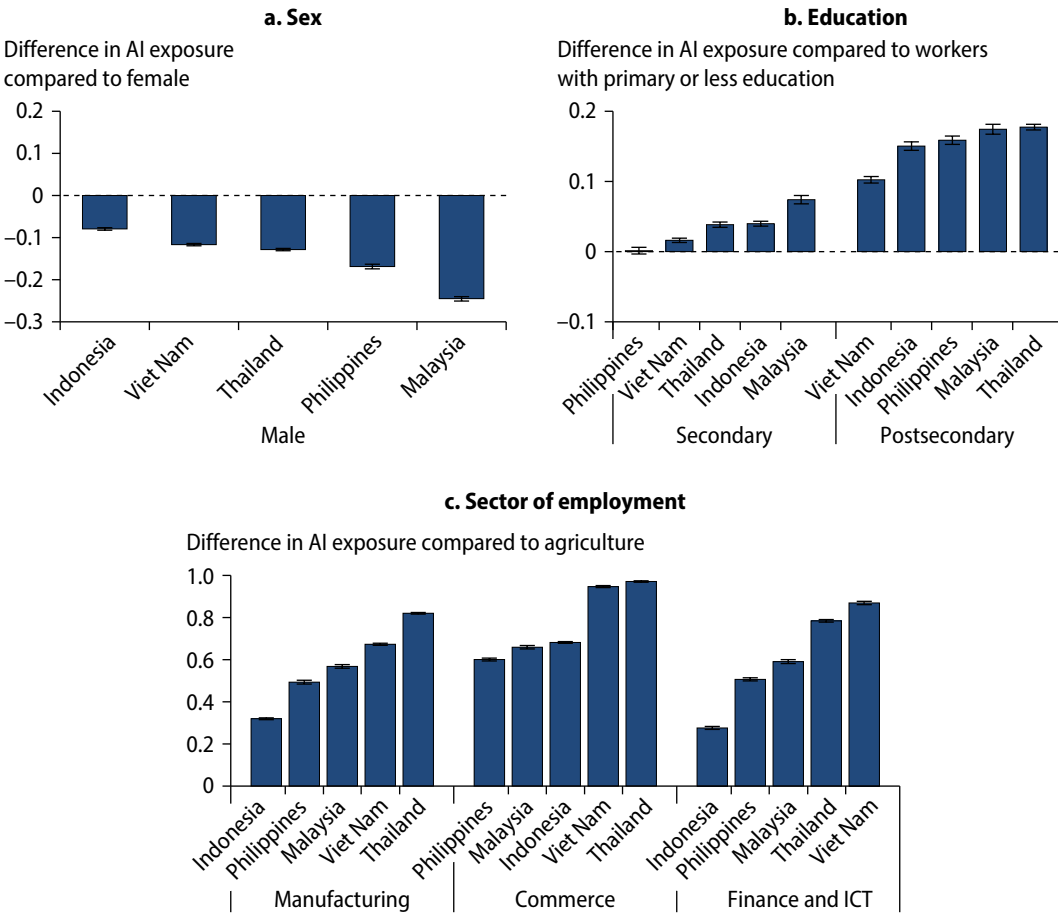 a. Sex
Difference in AI exposure
compared to female
0.2
0.1
0
−0.1
−0.2
−0.3
Indonesia
Viet Nam
Thailand
Philippines
Malaysia
Male
b. Education
Difference in AI exposure compared to workers
with primary or less education
0.2
0.1
0
−0.1
Philippines
Viet Nam
Thailand
Indonesia
Malaysia
Viet Nam
Indonesia
Philippines
Malaysia
Thailand
Secondary
Postsecondary
c. Sector of employment
Difference in AI exposure compared to agriculture
1.0
0.8
0.6
0.4
0.2
0
Indonesia
Philippines
Malaysia
Viet Nam
Thailand
Philippines
Malaysia
Indonesia
Viet Nam
Thailand
Indonesia
Philippines
Malaysia
Thailand
Viet Nam
Manufacturing
Commerce
Finance and ICT